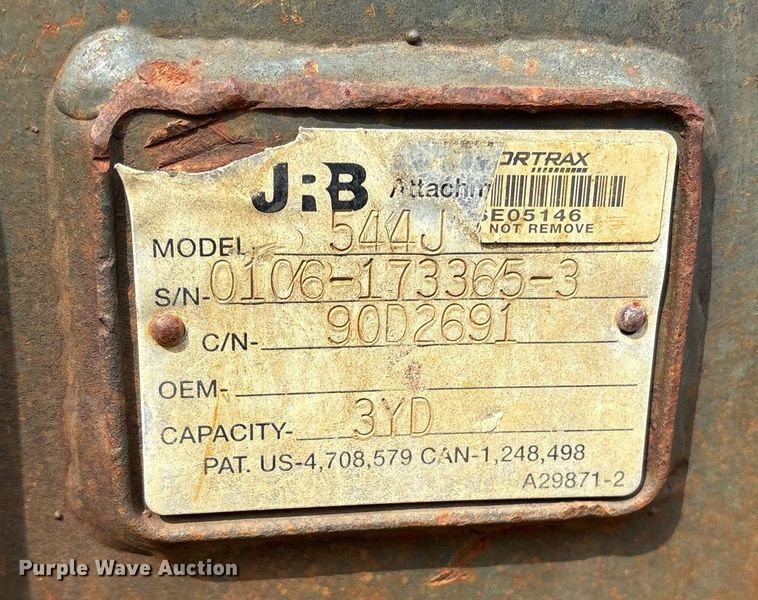 JRB Attachm
ORTRAX
E05146
NOT REMOVE
MODEL 544J
S/N-0106-173365-3
C/N-90D2691
OEM-
CAPACITY-3YD
PAT. US-4,708,579 CAN-1,248,498
A29871-2
Purple Wave Auction